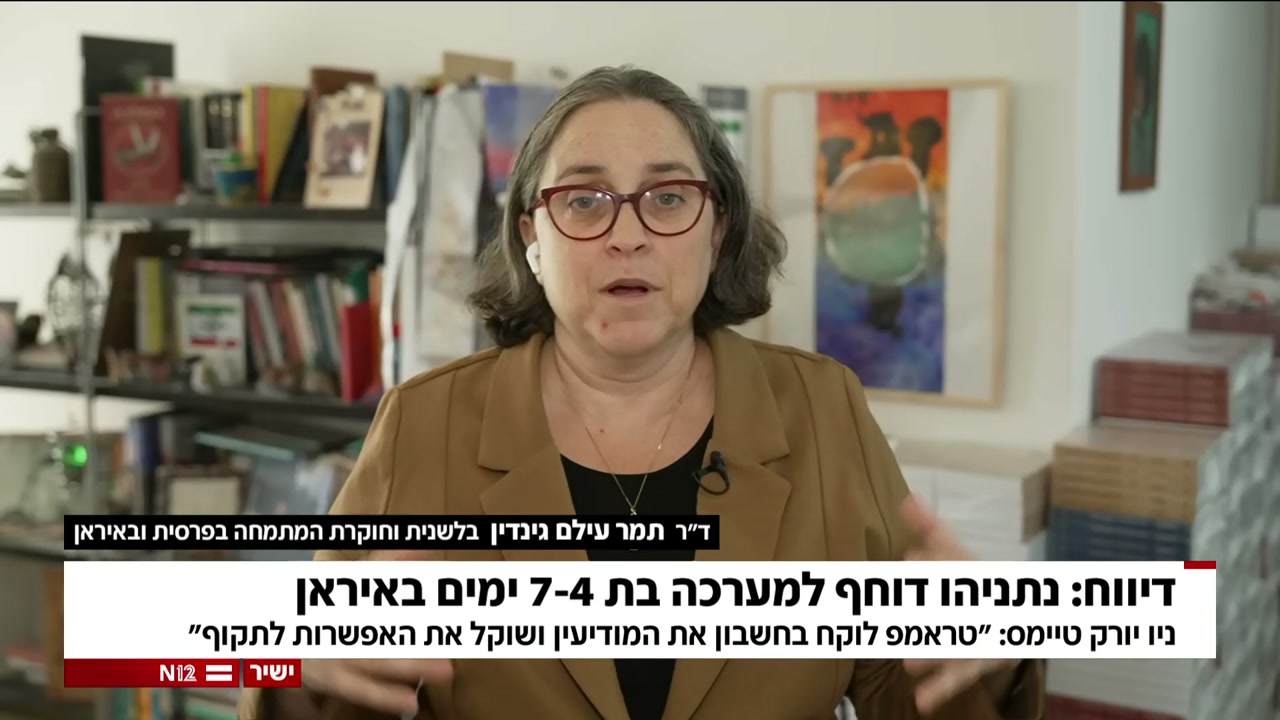 ד"ר תמר עילם גינדין בלשנית וחוקרת המתמחה בפרסית ובאיראן
דיווח: נתניהו דוחף למערכה בת 7-4 ימים באיראן
ניו יורק טיימס: "טראמפ לוקח בחשבון את המודיעין ושוקל את האפשרות לתקוף"
ישיר N12